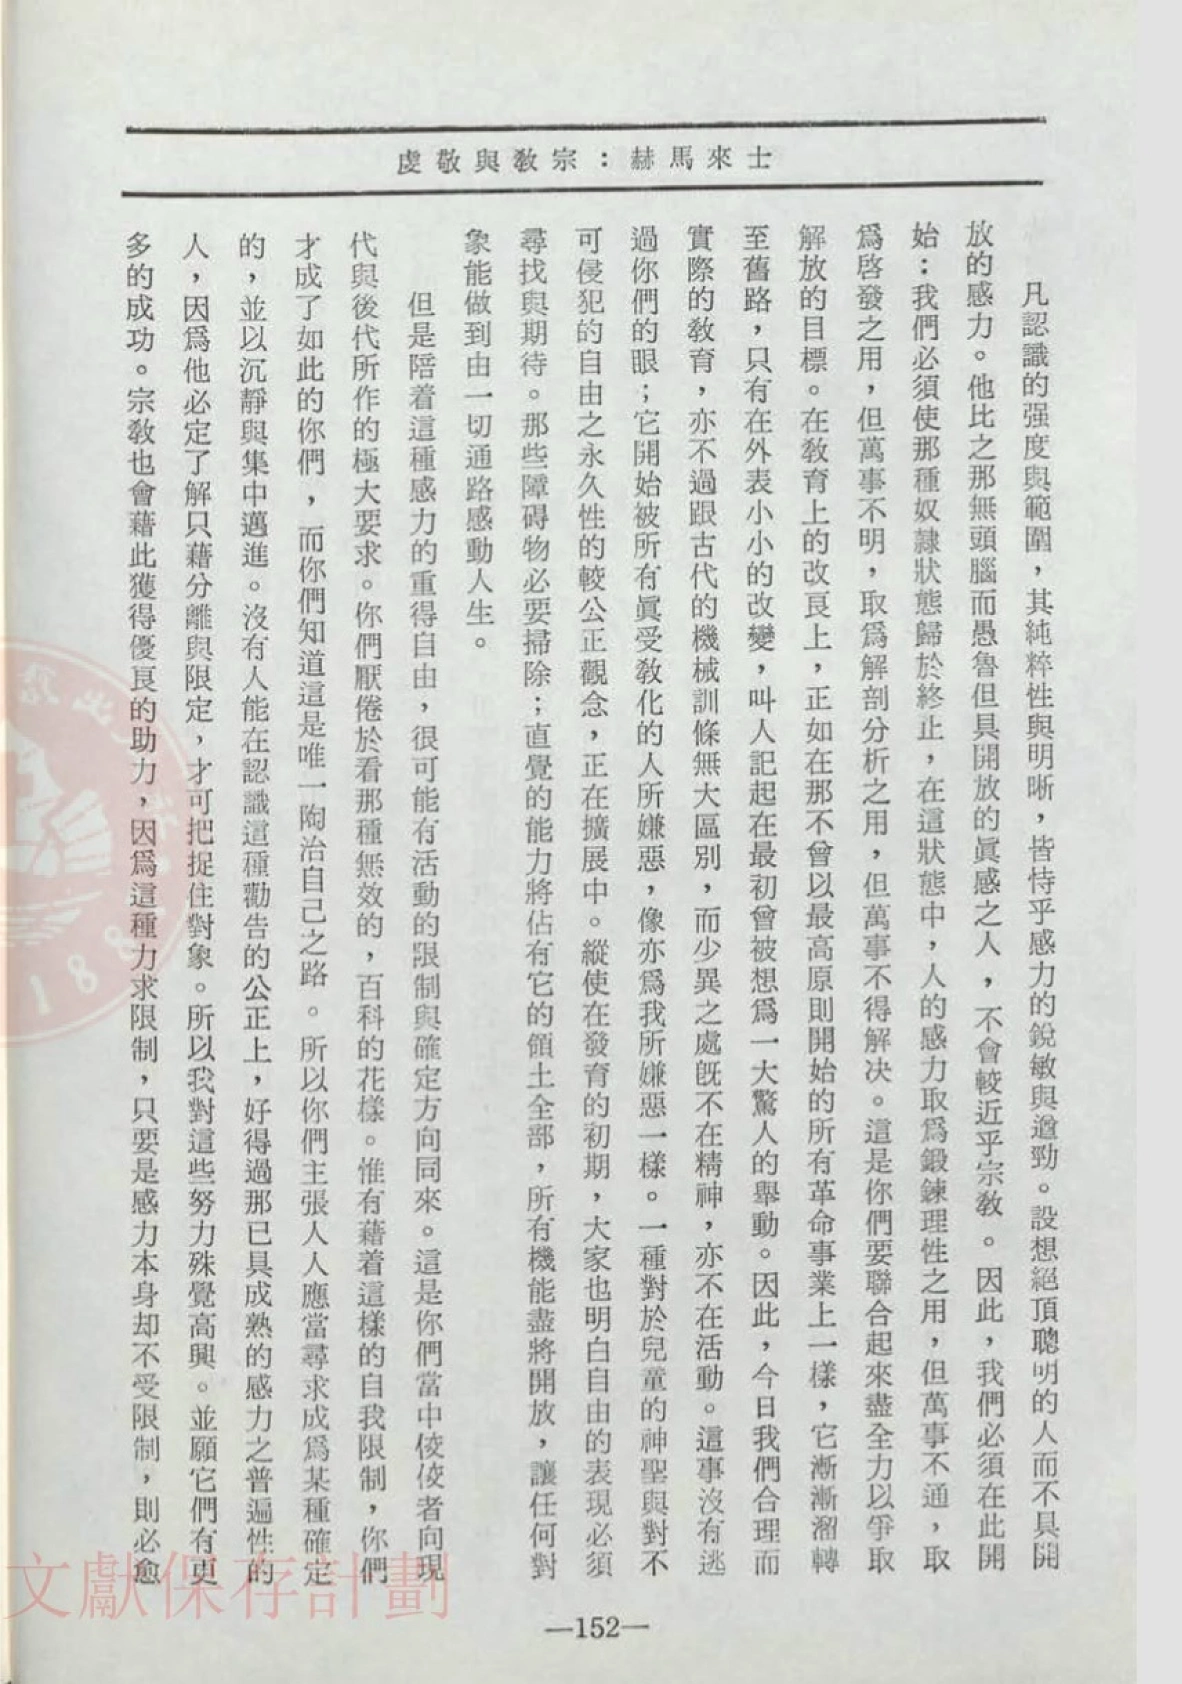 士來馬赫：宗教與敬虔
凡認識的强度與範圍，其純粹性與明晰，皆恃乎感力的銳敏與遒勁。設想絕頂聰明的人而不具開
放的感力。他比之那無頭腦而愚魯但具開放的眞感之人，不會較近乎宗教。因此，我們必須在此開
始：我們必須使那種奴隸狀態歸於終止，在這狀態中，人的感力取爲鍛鍊理性之用，但萬事不通，取
爲啓發之用，但萬事不明，取爲解剖分析之用，但萬事不得解决。這是你們要聯合起來盡全力以爭取
解放的目標。在教育上的改良上，正如在那不曾以最高原則開始的所有革命事業上一樣，它漸漸溜轉
至舊路，只有在外表小小的改變，叫人記起在最初曾被想爲一大驚人的舉動。因此，今日我們合理而
實際的教育，亦不過跟古代的機械訓條無大區別，而少異之處旣不在精神，亦不在活動。這事沒有逃
過你們的眼；它開始被所有眞受教化的人所嫌惡，像亦爲我所嫌惡一樣。一種對於兒童的神聖與對不
可侵犯的自由之永久性的較公正觀念，正在擴展中。縱使在發育的初期，大家也明白自由的表現必須
尋找與期待。那些障碍物必要掃除；直覺的能力將佔有它的領土全部，所有機能盡將開放，讓任何對
象能做到由一切通路感動人生。
但是陪着這種感力的重得自由，很可能有活動的限制與確定方向同來。這是你們當中佼佼者向現
代與後代所作的極大要求。你們厭倦於看那種無效的，百科的花樣。惟有藉着這樣的自我限制，你們
才成了如此的你們，而你們知道這是唯一陶冶自己之路。所以你們主張人人應當尋求成爲某種確定
的，並以沉靜與集中邁進。沒有人能在認識這種勸告的公正上，好得過那已具成熟的感力之普遍性的
人，因爲他必定了解只藉分離與限定，才可把捉住對象。所以我對這些努力殊覺高興。並願它們有更
多的成功。宗教也會藉此獲得優良的助力，因爲這種力求限制，只要是感力本身却不受限制，則必愈
—152—
文獻保存計劃
188